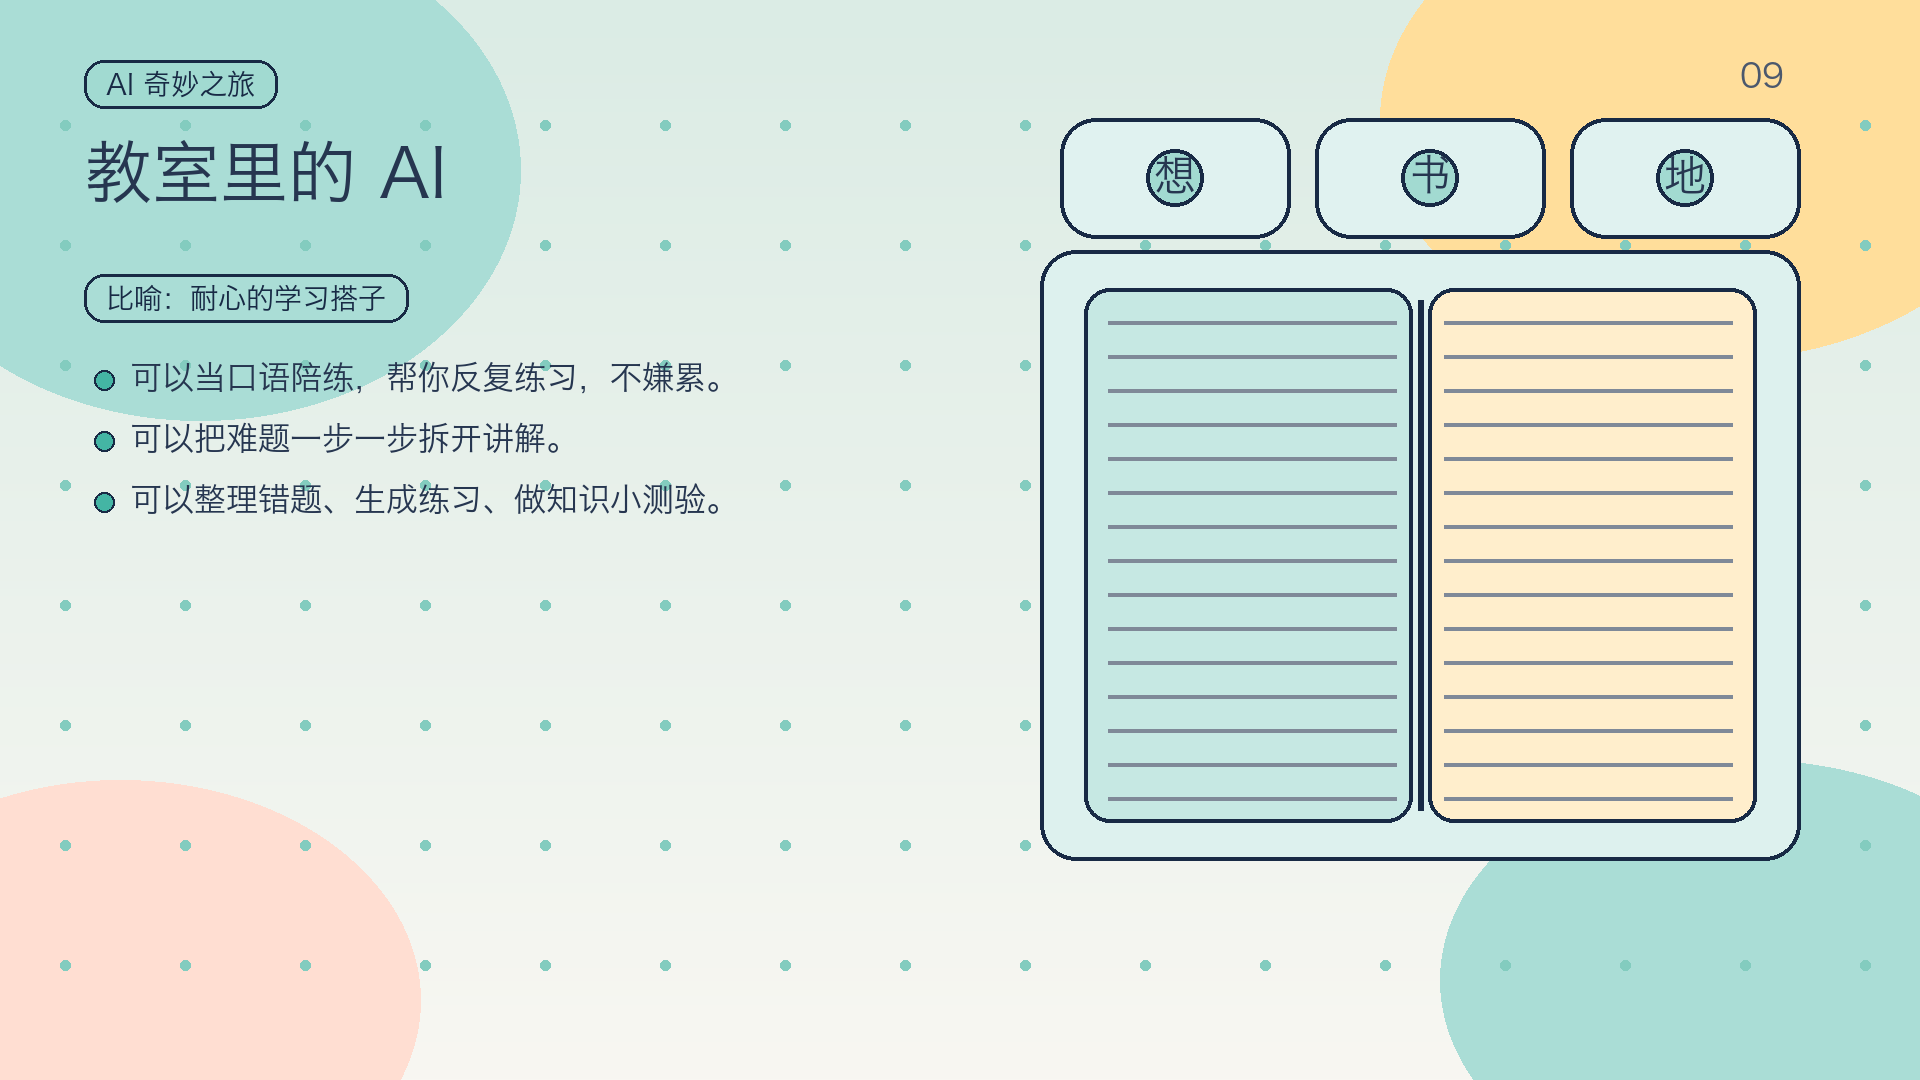 AI 奇妙之旅
09
教室里的 AI
想
书
地
比喻：耐心的学习搭子
可以当口语陪练，帮你反复练习，不嫌累。
可以把难题一步一步拆开讲解。
可以整理错题、生成练习、做知识小测验。